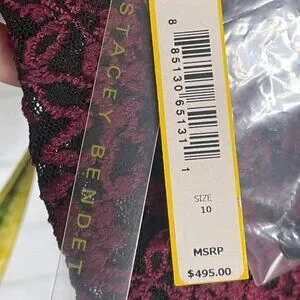 STACEY BENDET
8 85130 65131 1
SIZE
10
MSRP
$495.00